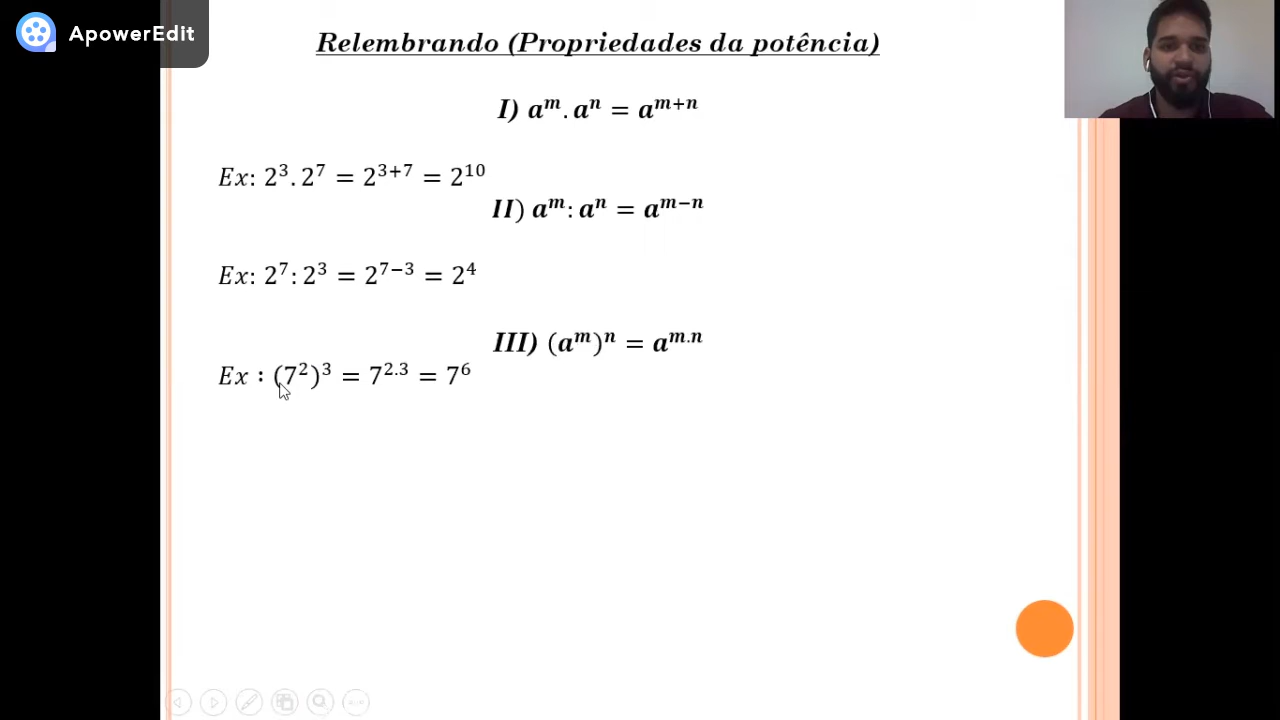 ApowerEdit
Relembrando (Propriedades da potência)
I) aᵐ . aⁿ = aᵐ⁺ⁿ
Ex: 2³ . 2⁷ = 2³⁺⁷ = 2¹⁰
II) aᵐ : aⁿ = aᵐ⁻ⁿ
Ex: 2⁷ : 2³ = 2⁷⁻³ = 2⁴
III) (aᵐ)ⁿ = aᵐ·ⁿ
Ex : (7²)³ = 7²·³ = 7⁶